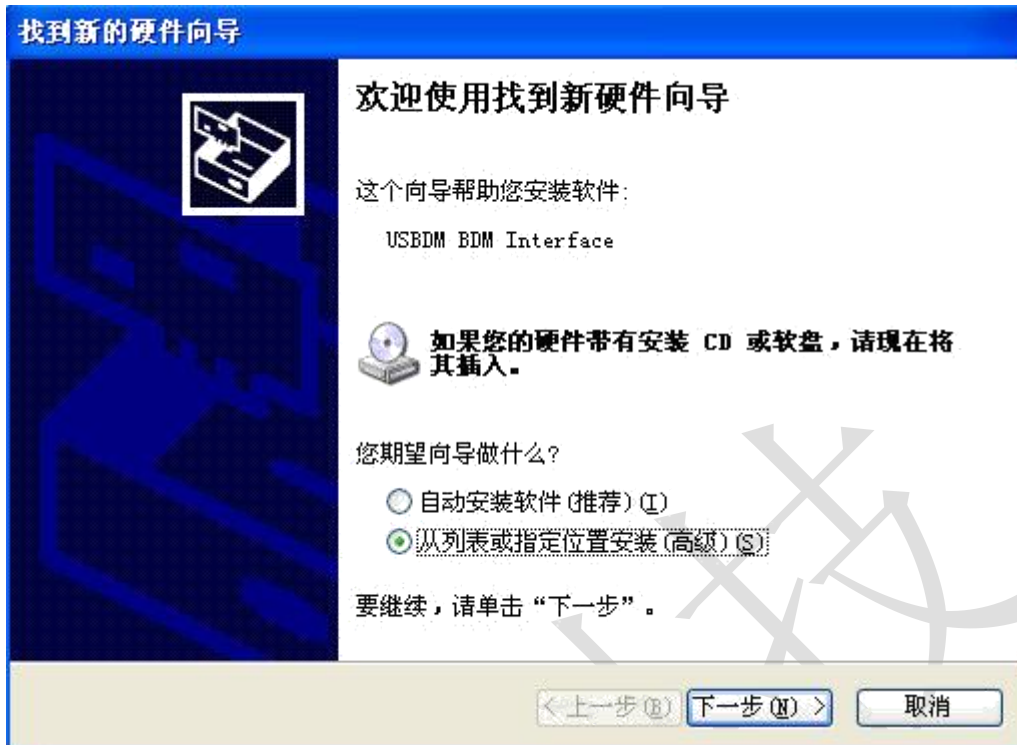 找到新的硬件向导
欢迎使用找到新硬件向导
这个向导帮助您安装软件:
USBDM BDM Interface
如果您的硬件带有安装 CD 或软盘，请现在将
其插入。
您期望向导做什么?
自动安装软件(推荐)(I)
从列表或指定位置安装(高级)(S)
要继续，请单击“下一步”。
< 上一步(B)
下一步(N) >
取消
技